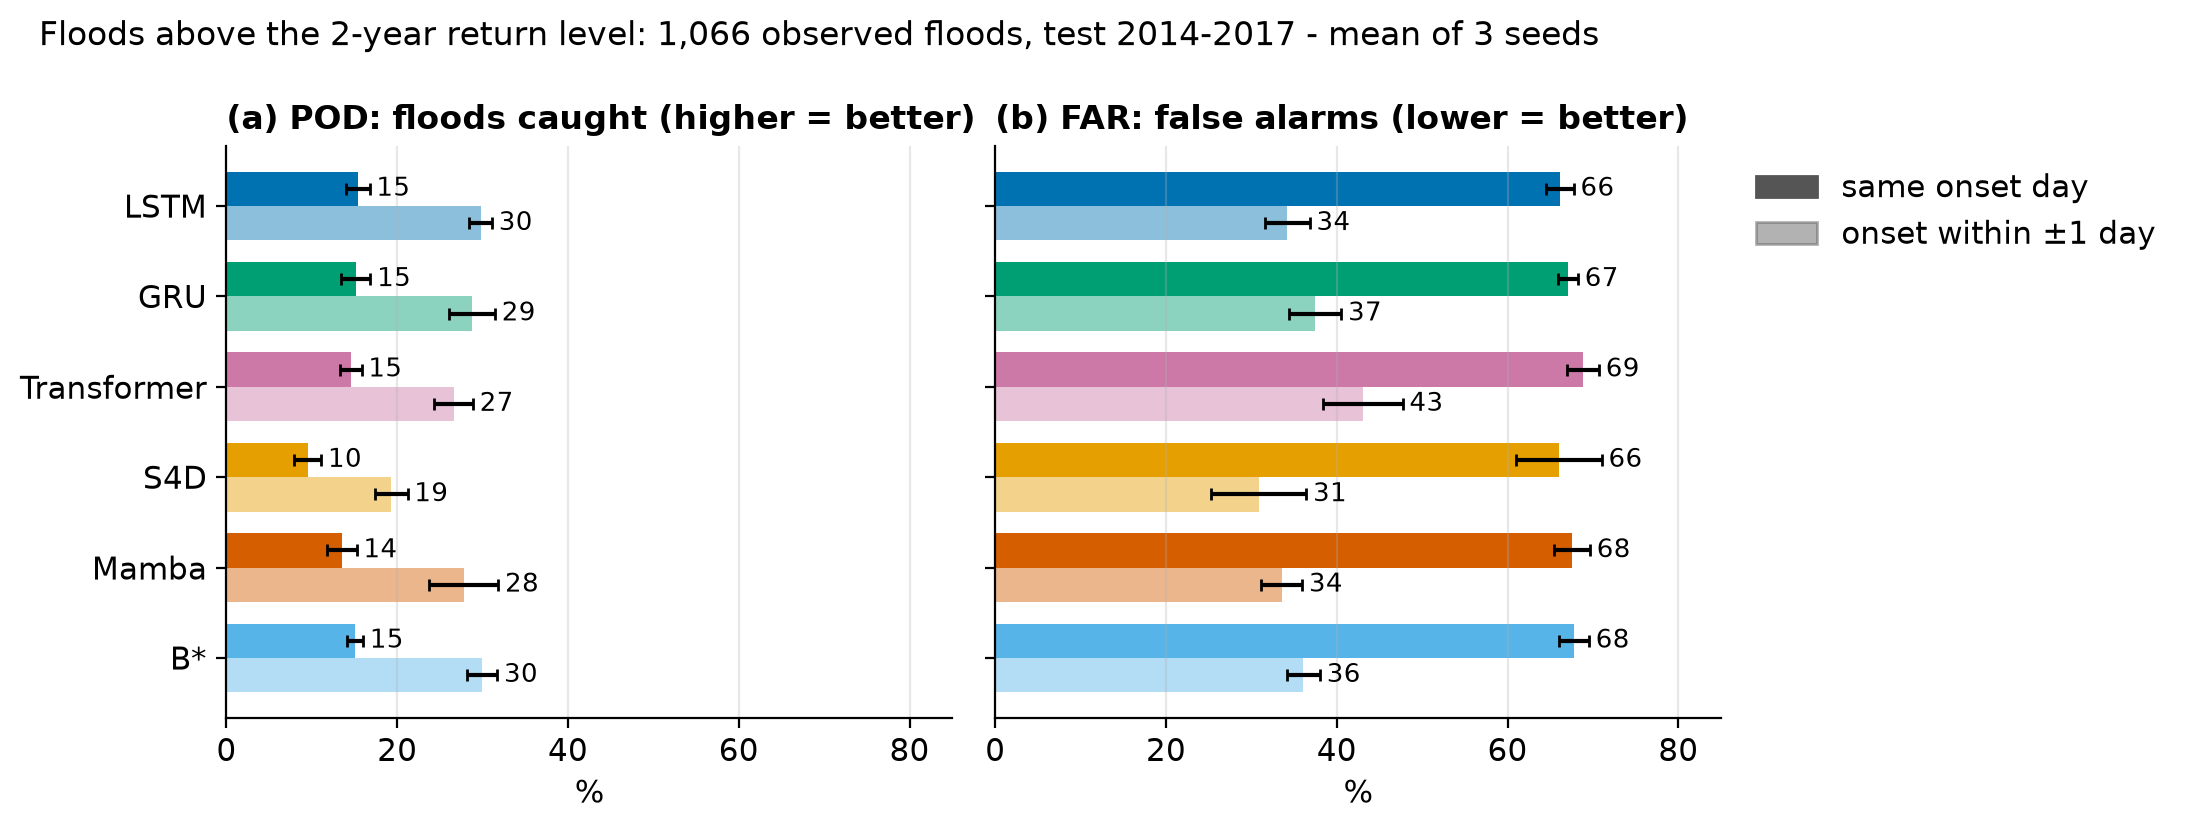 Floods above the 2-year return level: 1,066 observed floods, test 2014-2017 - mean of 3 seeds
(a) POD: floods caught (higher = better)
(b) FAR: false alarms (lower = better)
same onset day
onset within ±1 day
LSTM
15
30
66
34
GRU
15
29
67
37
Transformer
15
27
69
43
S4D
10
19
66
31
Mamba
14
28
68
34
B*
15
30
68
36
0 20 40 60 80
%
0 20 40 60 80
%